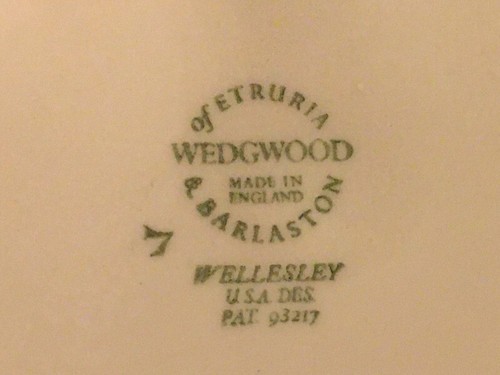 of ETRURIA
WEDGWOOD
MADE IN
ENGLAND
& BARLASTON
7
WELLESLEY
U.S.A. DES.
PAT. 93217